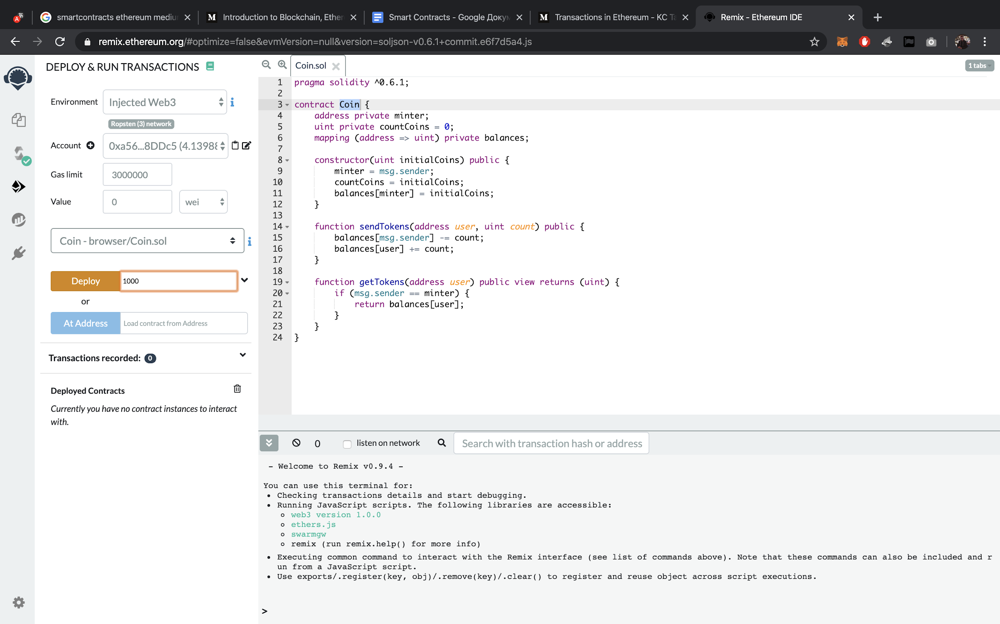 smartcontracts ethereum mediu
Introduction to Blockchain, Ether
Smart Contracts - Google Докум
Transactions in Ethereum - KC Ta
Remix - Ethereum IDE
remix.ethereum.org/#optimize=false&evmVersion=null&version=soljson-v0.6.1+commit.e6f7d5a4.js
DEPLOY & RUN TRANSACTIONS
Environment
Injected Web3
Ropsten (3) network
Account
0xa56...8DDc5 (4.13988
Gas limit
3000000
Value
0
wei
Coin - browser/Coin.sol
Deploy
1000
or
At Address
Load contract from Address
Transactions recorded: 0
Deployed Contracts
Currently you have no contract instances to interact
with.
Coin.sol
1 tabs
1 pragma solidity ^0.6.1;
2
3 contract Coin {
4 address private minter;
5 uint private countCoins = 0;
6 mapping (address => uint) private balances;
7
8 constructor(uint initialCoins) public {
9 minter = msg.sender;
10 countCoins = initialCoins;
11 balances[minter] = initialCoins;
12 }
13
14 function sendTokens(address user, uint count) public {
15 balances[msg.sender] -= count;
16 balances[user] += count;
17 }
18
19 function getTokens(address user) public view returns (uint) {
20 if (msg.sender == minter) {
21 return balances[user];
22 }
23 }
24 }
0
listen on network
Search with transaction hash or address
- Welcome to Remix v0.9.4 -
You can use this terminal for:
• Checking transactions details and start debugging.
• Running JavaScript scripts. The following libraries are accessible:
○ web3 version 1.0.0
○ ethers.js
○ swarmgw
○ remix (run remix.help() for more info)
• Executing common command to interact with the Remix interface (see list of commands above). Note that these commands can also be included and r
un from a JavaScript script.
• Use exports/.register(key, obj)/.remove(key)/.clear() to register and reuse object across script executions.
>